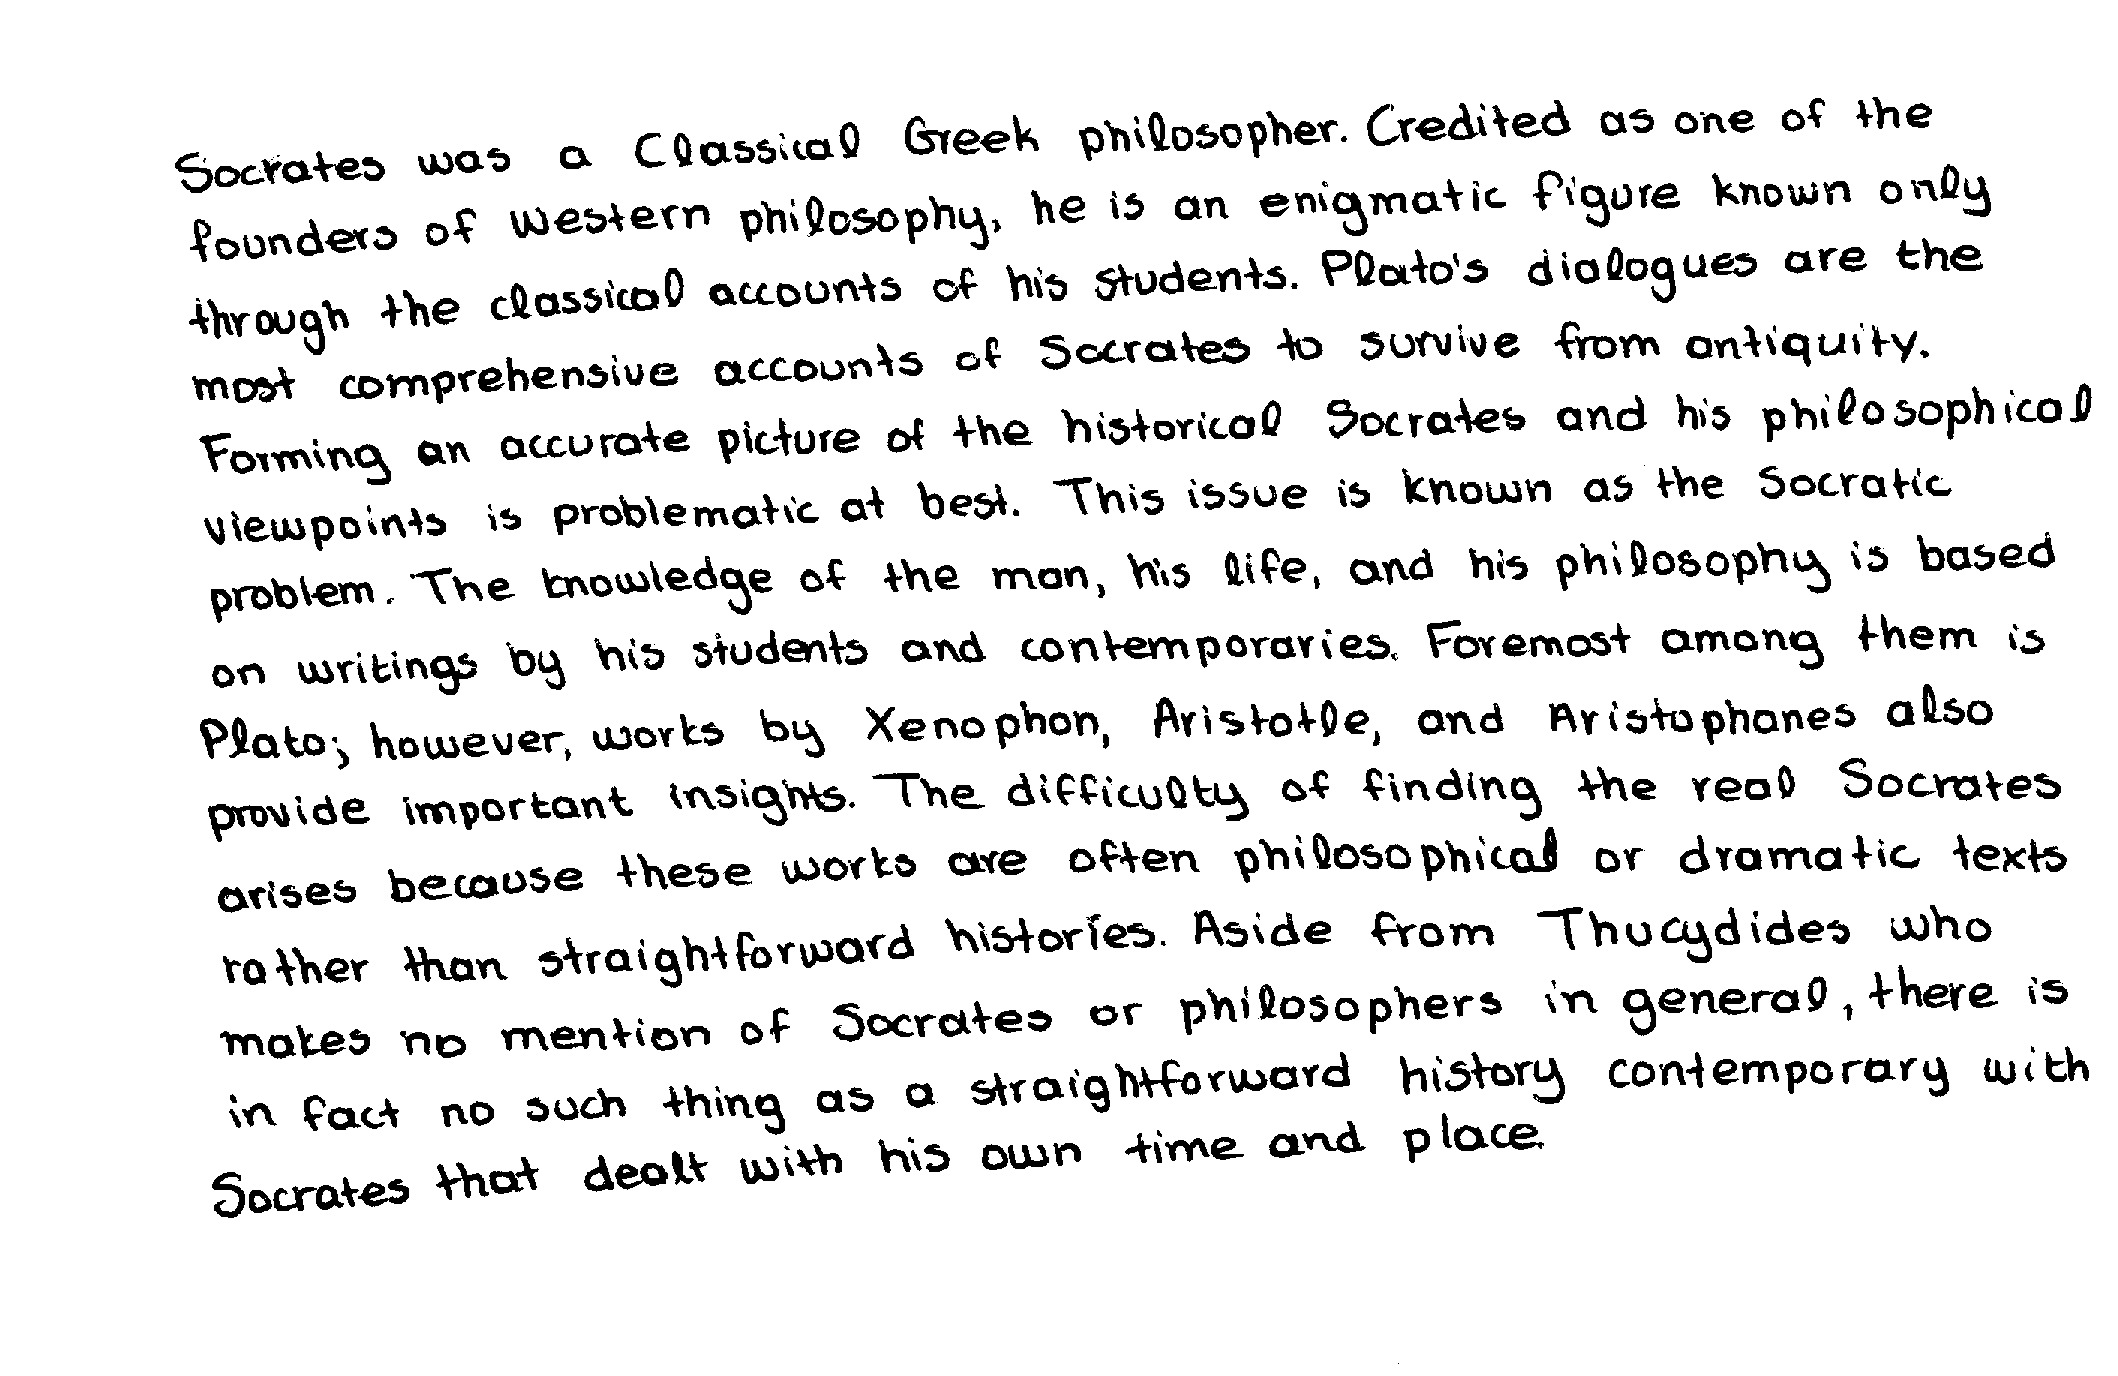 Socrates was a Classical Greek philosopher. Credited as one of the
founders of Western philosophy, he is an enigmatic figure known only
through the classical accounts of his students. Plato's dialogues are the
most comprehensive accounts of Socrates to survive from antiquity.
Forming an accurate picture of the historical Socrates and his philosophical
viewpoints is problematic at best. This issue is known as the Socratic
problem. The knowledge of the man, his life, and his philosophy is based
on writings by his students and contemporaries. Foremost among them is
Plato; however, works by Xenophon, Aristotle, and Aristophanes also
provide important insights. The difficulty of finding the real Socrates
arises because these works are often philosophical or dramatic texts
rather than straightforward histories. Aside from Thucydides who
makes no mention of Socrates or philosophers in general, there is
in fact no such thing as a straightforward history contemporary with
Socrates that dealt with his own time and place.